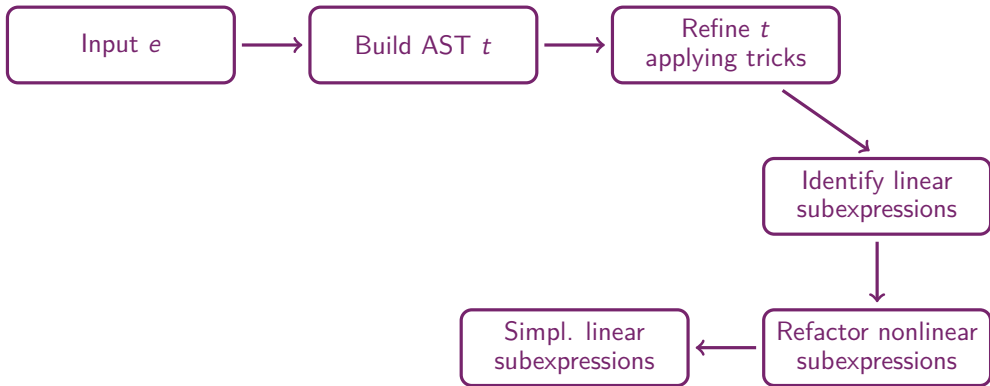 Input e
Build AST t
Refine t
applying tricks
Identify linear
subexpressions
Refactor nonlinear
subexpressions
Simpl. linear
subexpressions